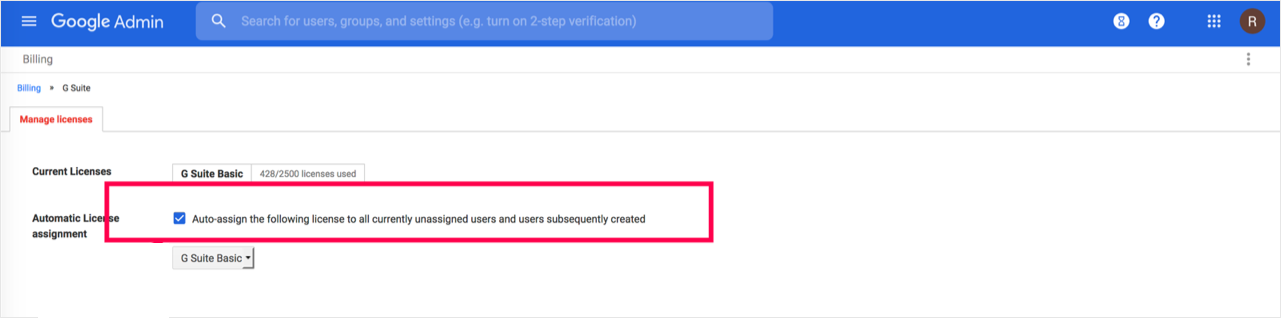 Google Admin
Search for users, groups, and settings (e.g. turn on 2-step verification)
8
?
R
Billing
Billing » G Suite
Manage licenses
Current Licenses
G Suite Basic
428/2500 licenses used
Automatic License
assignment
Auto-assign the following license to all currently unassigned users and users subsequently created
G Suite Basic